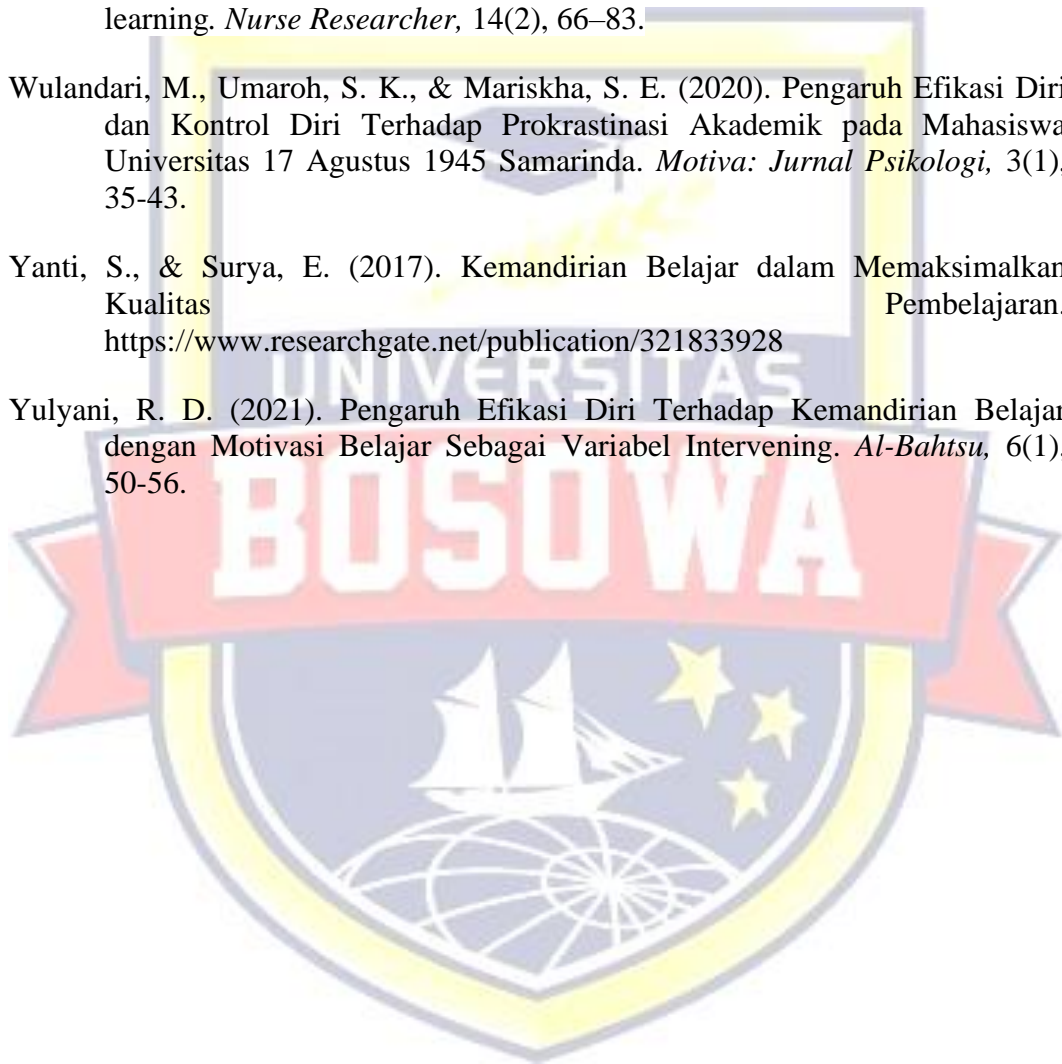 learning. Nurse Researcher, 14(2), 66–83.
Wulandari, M., Umaroh, S. K., & Mariskha, S. E. (2020). Pengaruh Efikasi Diri
dan Kontrol Diri Terhadap Prokrastinasi Akademik pada Mahasiswa
Universitas 17 Agustus 1945 Samarinda. Motiva: Jurnal Psikologi, 3(1),
35-43.
Yanti, S., & Surya, E. (2017). Kemandirian Belajar dalam Memaksimalkan
Kualitas Pembelajaran.
https://www.researchgate.net/publication/321833928
UNIVERSITAS
Yulyani, R. D. (2021). Pengaruh Efikasi Diri Terhadap Kemandirian Belajar
dengan Motivasi Belajar Sebagai Variabel Intervening. Al-Bahtsu, 6(1),
50-56.
BOSOWA